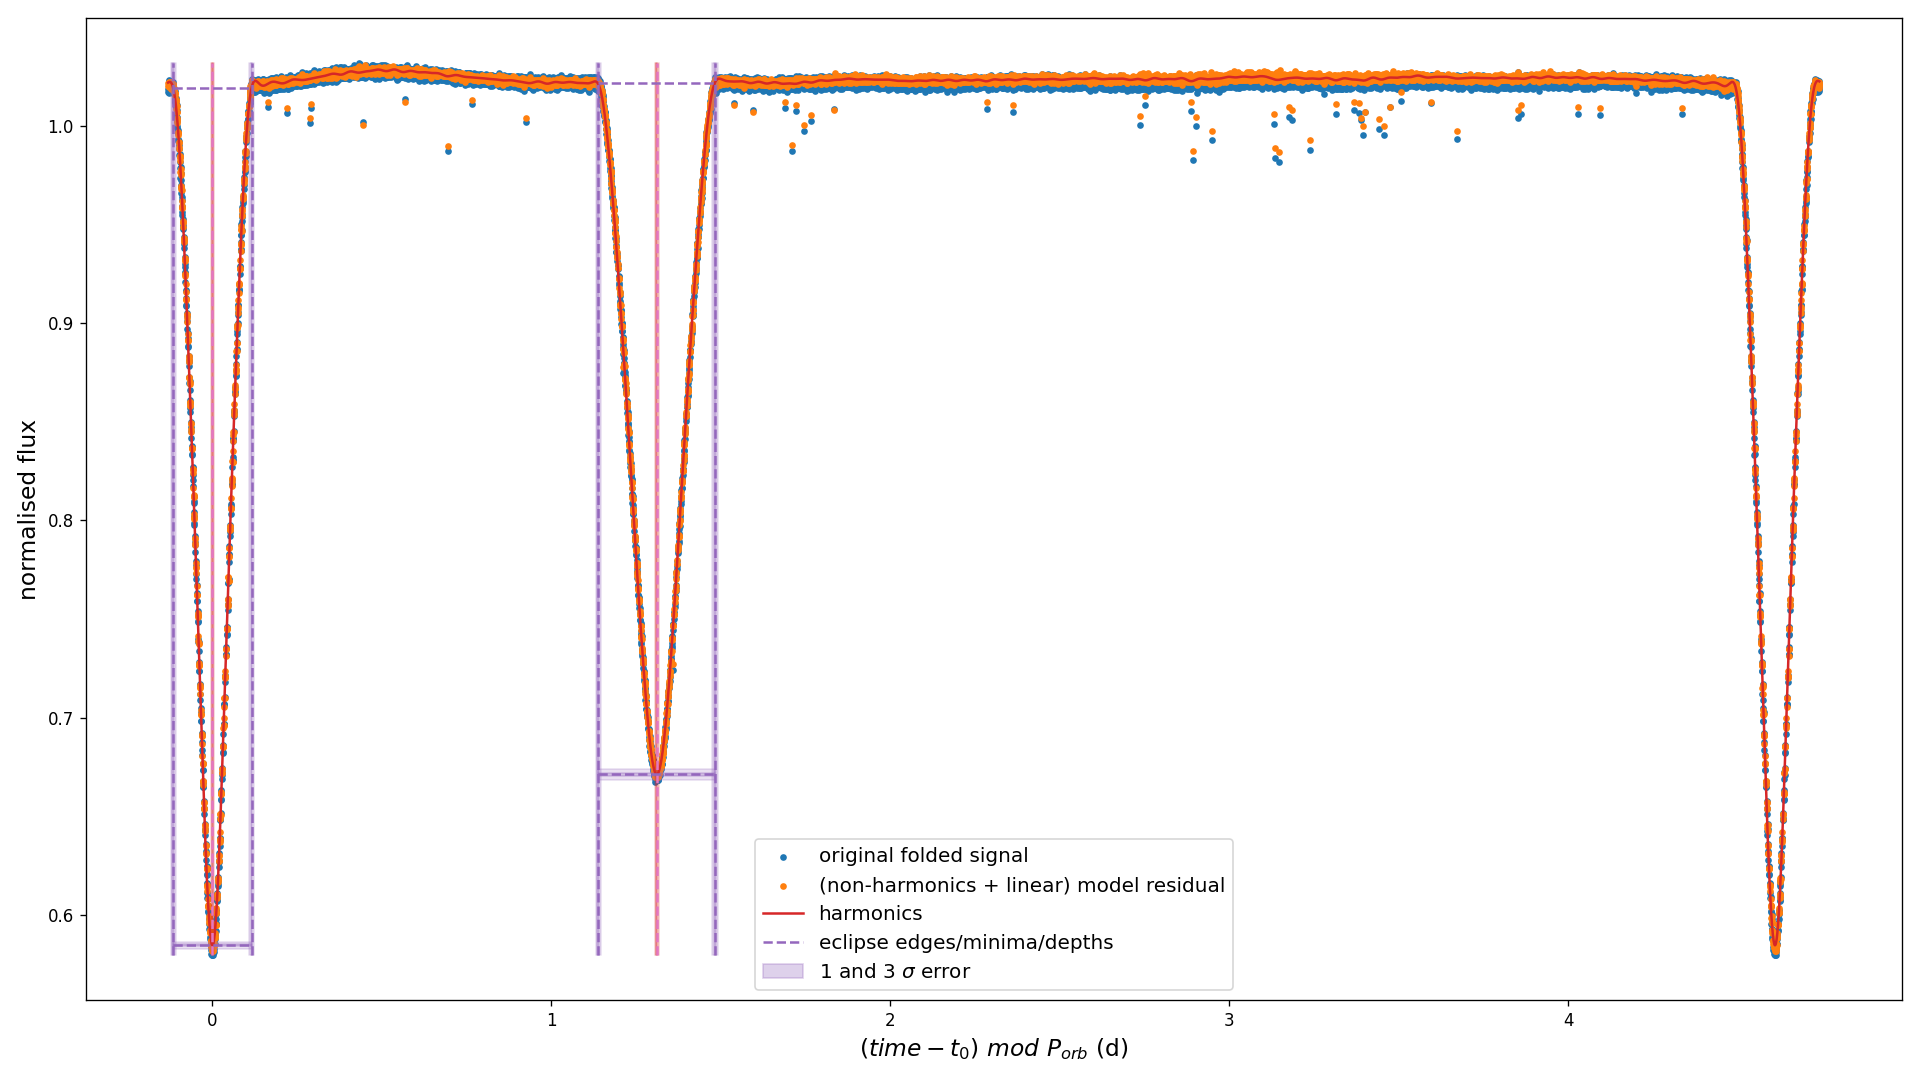 normalised flux
1.0
0.9
0.8
0.7
0.6
original folded signal
(non-harmonics + linear) model residual
harmonics
eclipse edges/minima/depths
1 and 3 σ error
0 1 2 3 4
(time − t₀) mod P_orb (d)